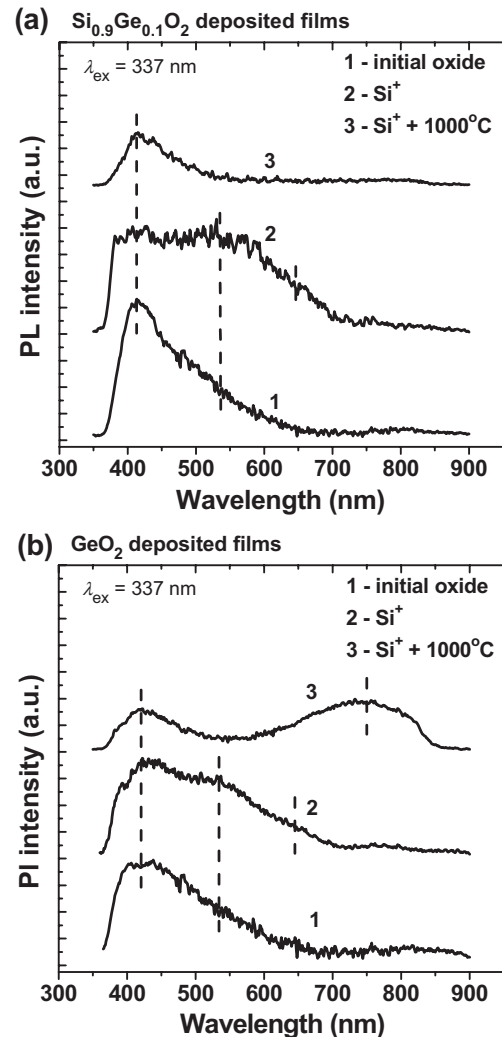 (a) Si0.9Ge0.1O2 deposited films
λex = 337 nm
1 - initial oxide
2 - Si+
3 - Si+ + 1000°C
3
2
1
PL intensity (a.u.)
300 400 500 600 700 800 900
Wavelength (nm)
(b) GeO2 deposited films
λex = 337 nm
1 - initial oxide
2 - Si+
3 - Si+ + 1000°C
3
2
1
Pl intensity (a.u.)
300 400 500 600 700 800 900
Wavelength (nm)